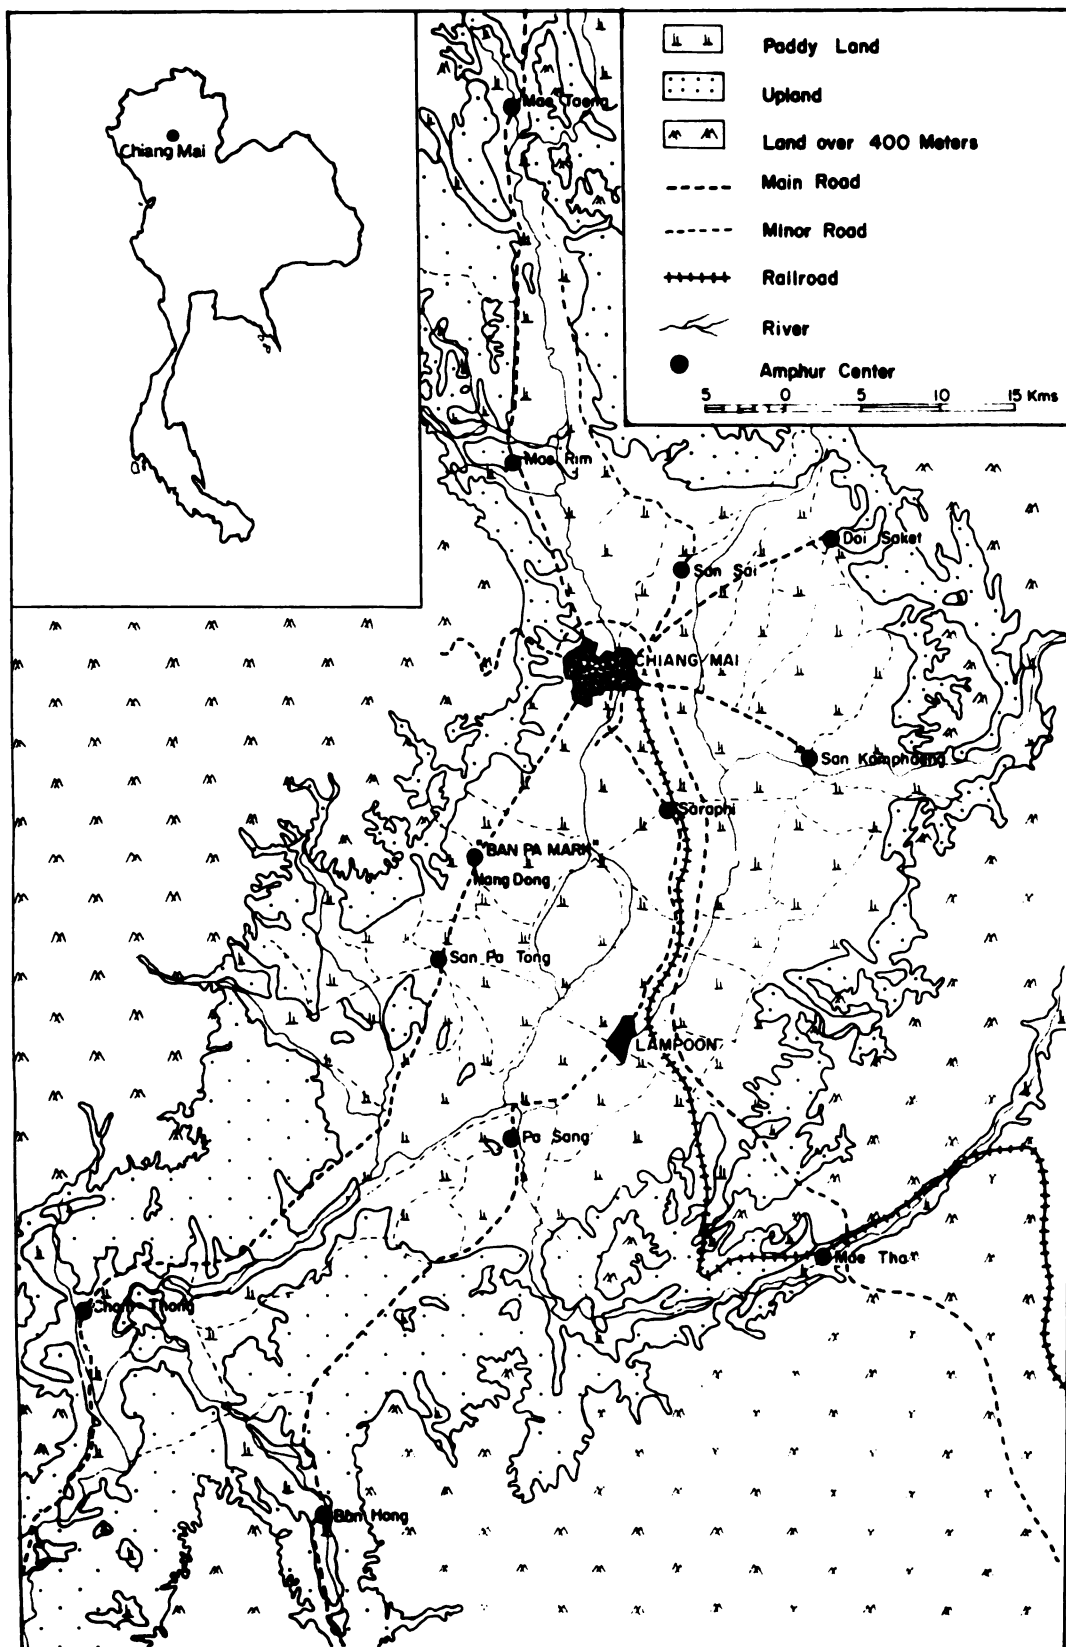 Chiang Mai
Paddy Land
Upland
Land over 400 Meters
Main Road
Minor Road
Railroad
River
Amphur Center
5 0 5 10 15 Kms
Mae Taeng
Mae Rim
Doi Saket
San Sai
CHIANG MAI
San Kamphaeng
Saraphi
"BAN PA MARK"
Hang Dong
San Pa Tong
LAMPOON
Pa Sang
Mae Tha
Chom Thong
Ban Hong